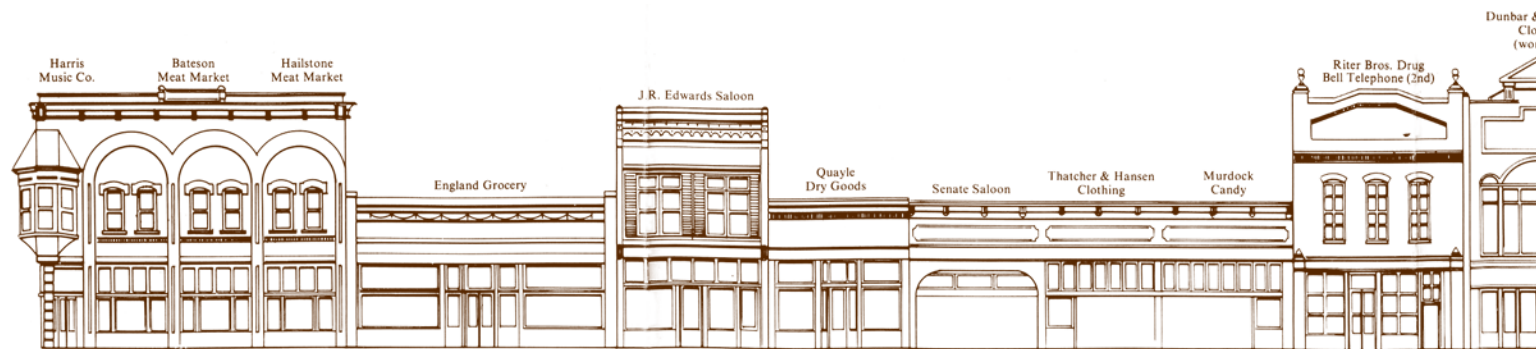 Harris
Music Co.
Bateson
Meat Market
Hailstone
Meat Market
England Grocery
J.R. Edwards Saloon
Quayle
Dry Goods
Senate Saloon
Thatcher & Hansen
Clothing
Murdock
Candy
Riter Bros. Drug
Bell Telephone (2nd)
Dunbar &